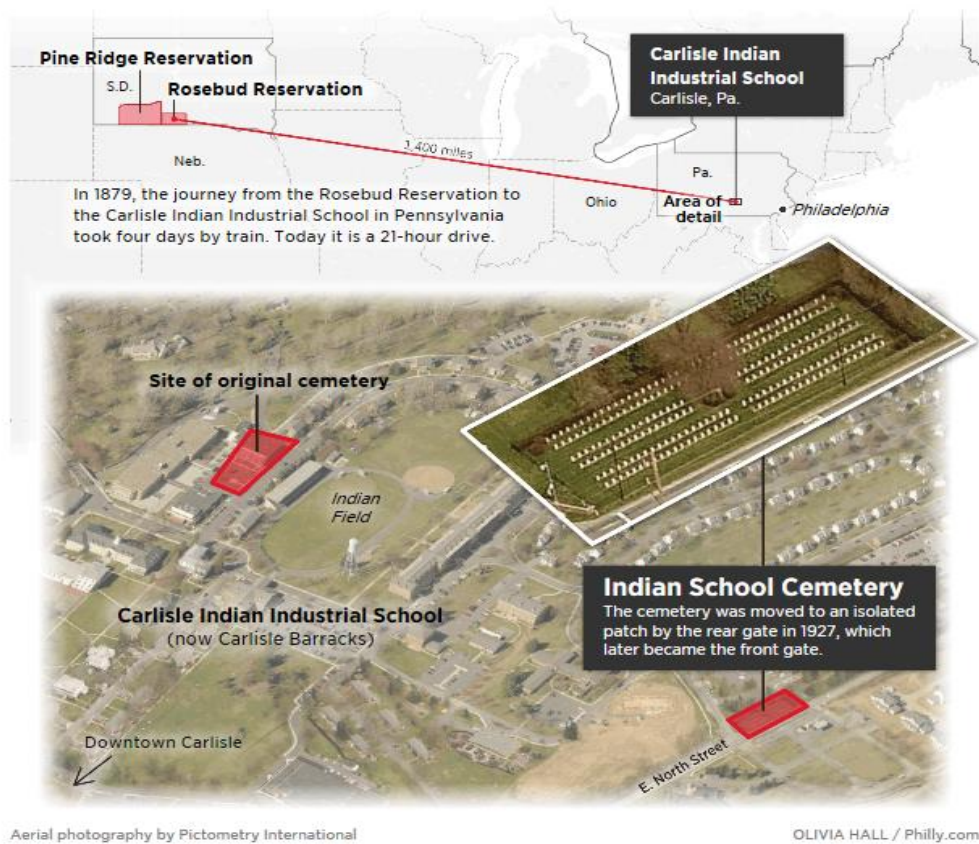 Pine Ridge Reservation
S.D.
Rosebud Reservation
Carlisle Indian
Industrial School
Carlisle, Pa.
1,400 miles
Neb.
Pa.
Ohio
Area of
detail
Philadelphia
In 1879, the journey from the Rosebud Reservation to
the Carlisle Indian Industrial School in Pennsylvania
took four days by train. Today it is a 21-hour drive.
Site of original cemetery
Indian
Field
Carlisle Indian Industrial School
(now Carlisle Barracks)
Indian School Cemetery
The cemetery was moved to an isolated
patch by the rear gate in 1927, which
later became the front gate.
Downtown Carlisle
E. North Street
Aerial photography by Pictometry International
OLIVIA HALL / Philly.com